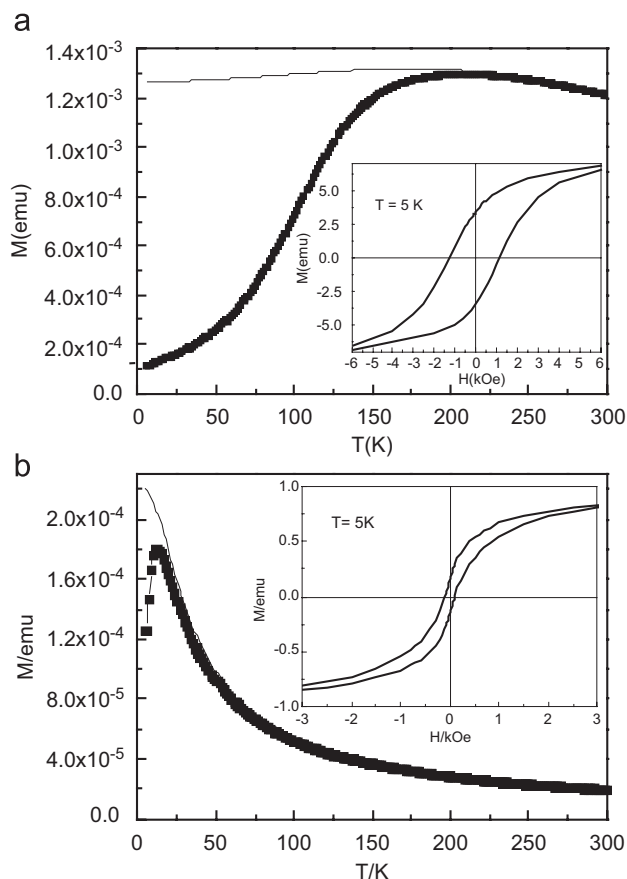 a
1.4x10⁻³
1.3x10⁻³
1.0x10⁻³
8.0x10⁻⁴
6.0x10⁻⁴
4.0x10⁻⁴
2.0x10⁻⁴
0.0
M(emu)
0 50 100 150 200 250 300
T(K)
T = 5 K
5.0
2.5
0.0
-2.5
-5.0
M(emu)
-6 -5 -4 -3 -2 -1 0 1 2 3 4 5 6
H(kOe)
b
2.0x10⁻⁴
1.6x10⁻⁴
1.2x10⁻⁴
8.0x10⁻⁵
4.0x10⁻⁵
0.0
M/emu
0 50 100 150 200 250 300
T/K
T= 5K
1.0
0.5
0.0
-0.5
-1.0
M/emu
-3 -2 -1 0 1 2 3
H/kOe